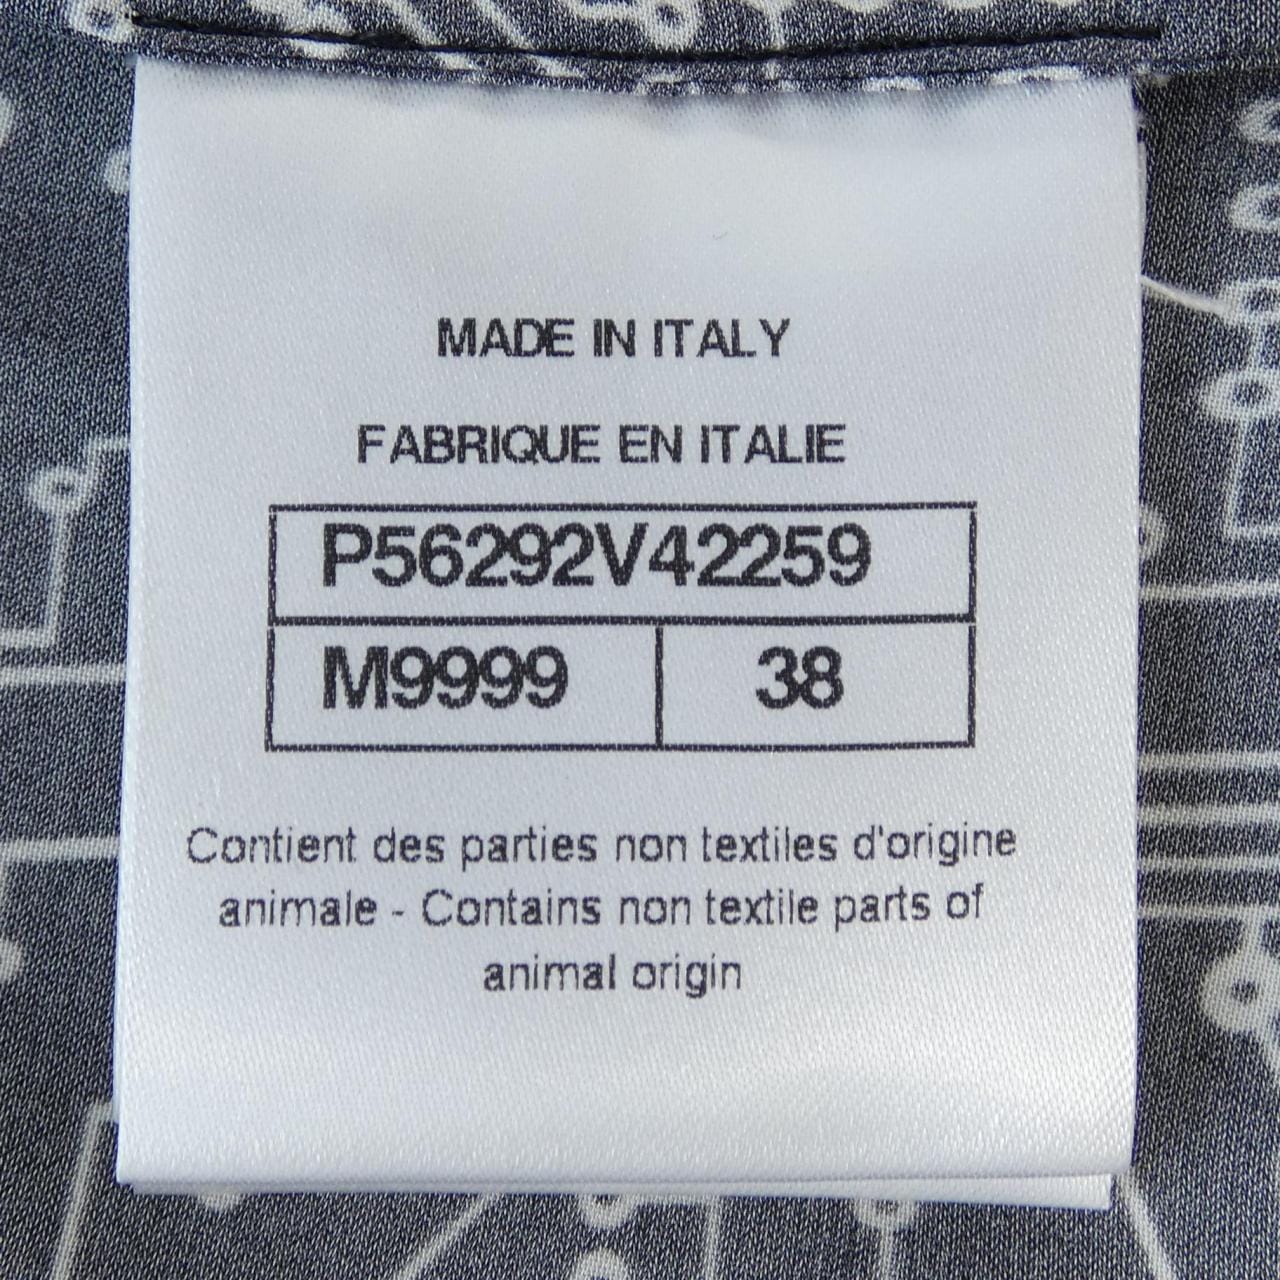 MADE IN ITALY
FABRIQUE EN ITALIE
P56292V42259
M9999 38
Contient des parties non textiles d'origine
animale - Contains non textile parts of
animal origin